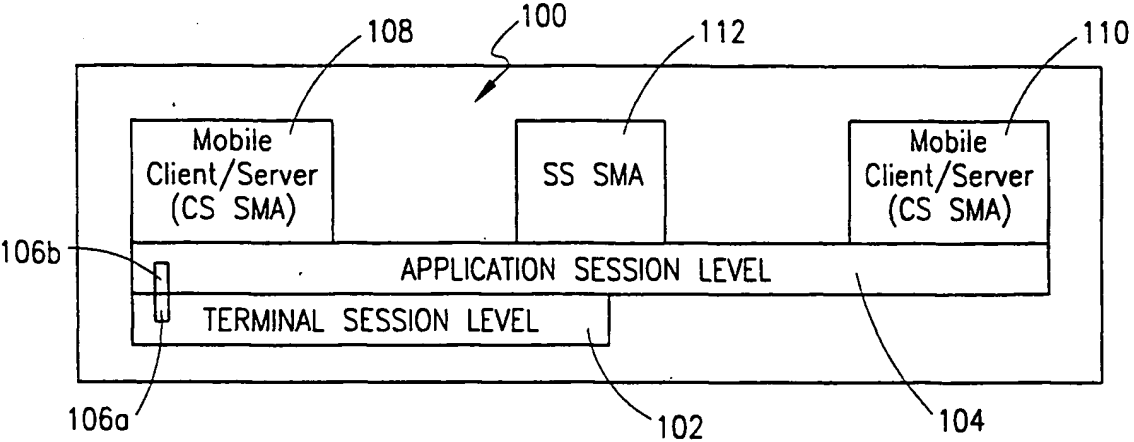 100
108
112
110
Mobile
Client/Server
(CS SMA)
SS SMA
Mobile
Client/Server
(CS SMA)
106b
APPLICATION SESSION LEVEL
TERMINAL SESSION LEVEL
106a
102
104